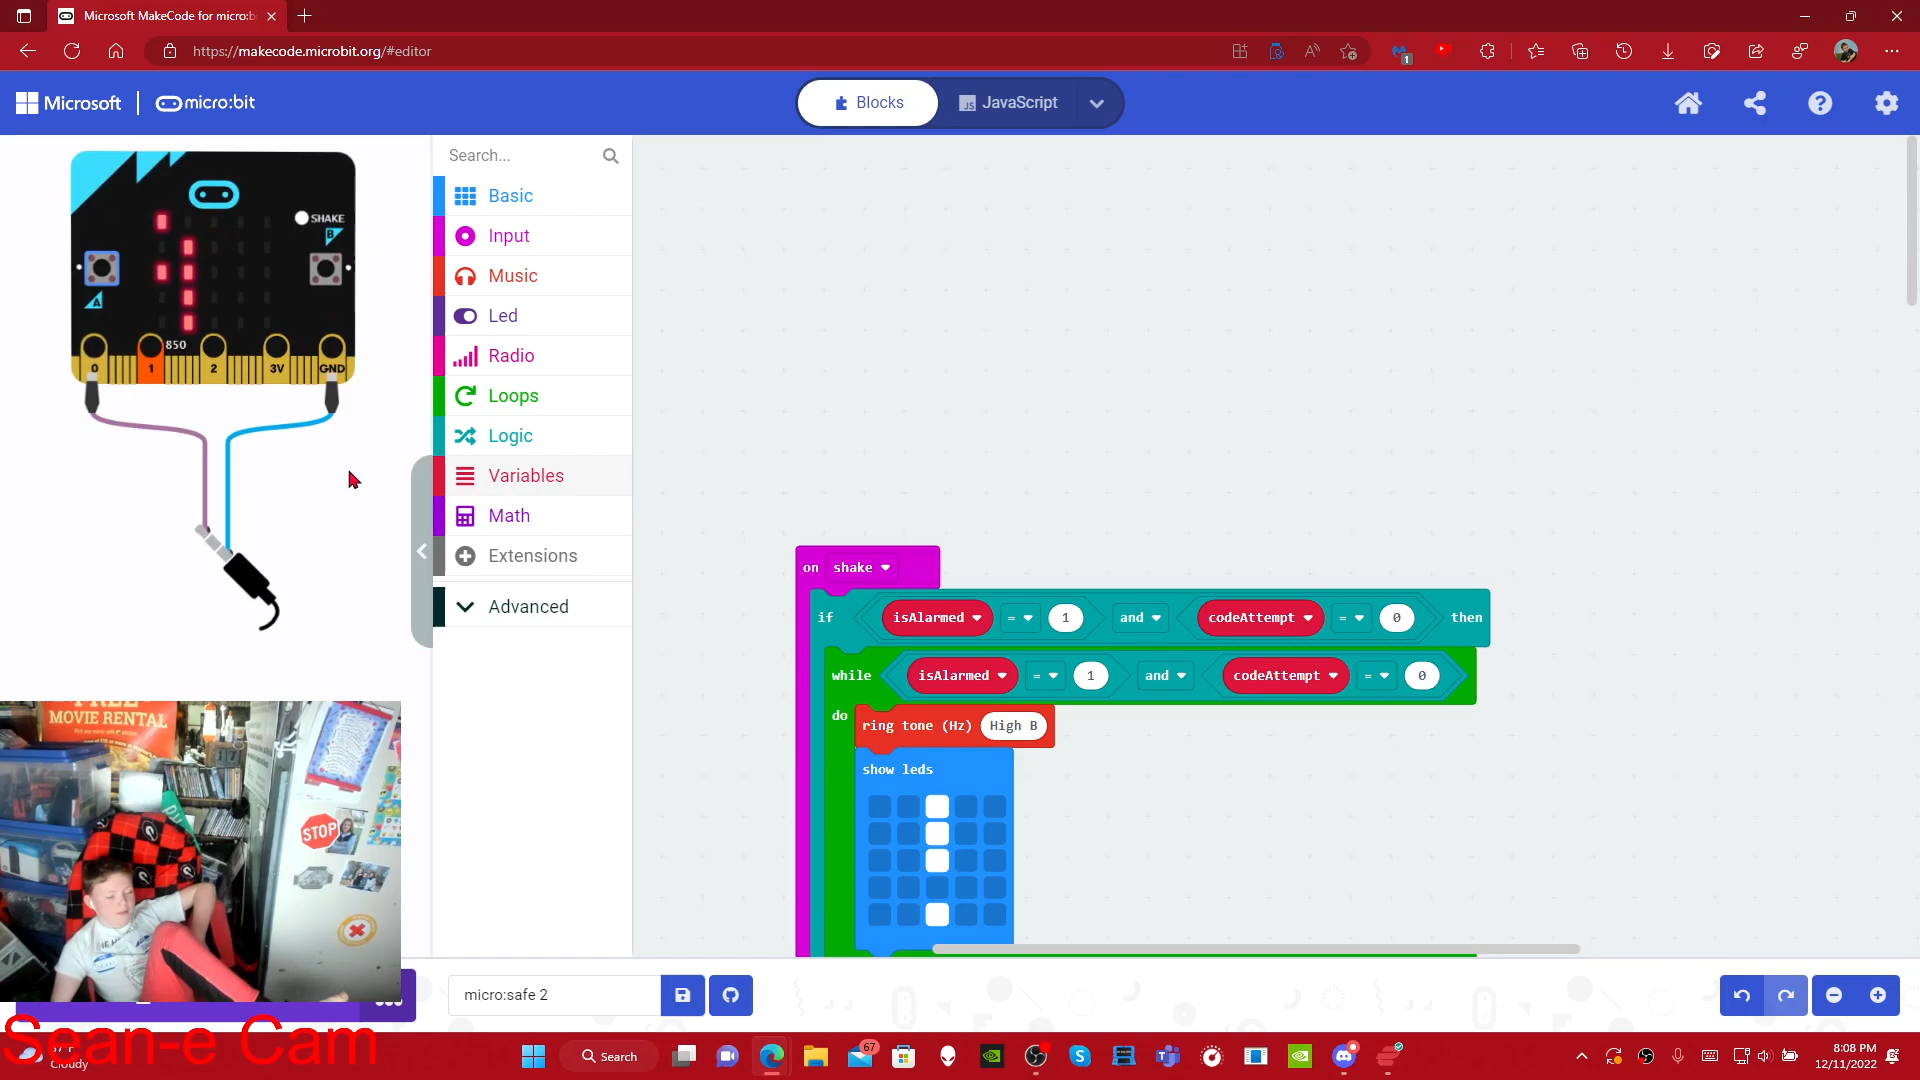 Microsoft MakeCode for micro:b
https://makecode.microbit.org/#editor
1
Microsoft
micro:bit
Blocks
JS
JavaScript
?
Search...
Basic
Input
Music
Led
Radio
Loops
Logic
Variables
Math
Extensions
Advanced
SHAKE
B
A
850
0
1
2
3V
GND
on shake
if isAlarmed = 1 and codeAttempt = 0 then
while isAlarmed = 1 and codeAttempt = 0
do
ring tone (Hz) High B
show leds
MOVIE RENTAL
STOP
micro:safe 2
Sean-e Cam
Cloudy
Search
67
8:08 PM
12/11/2022